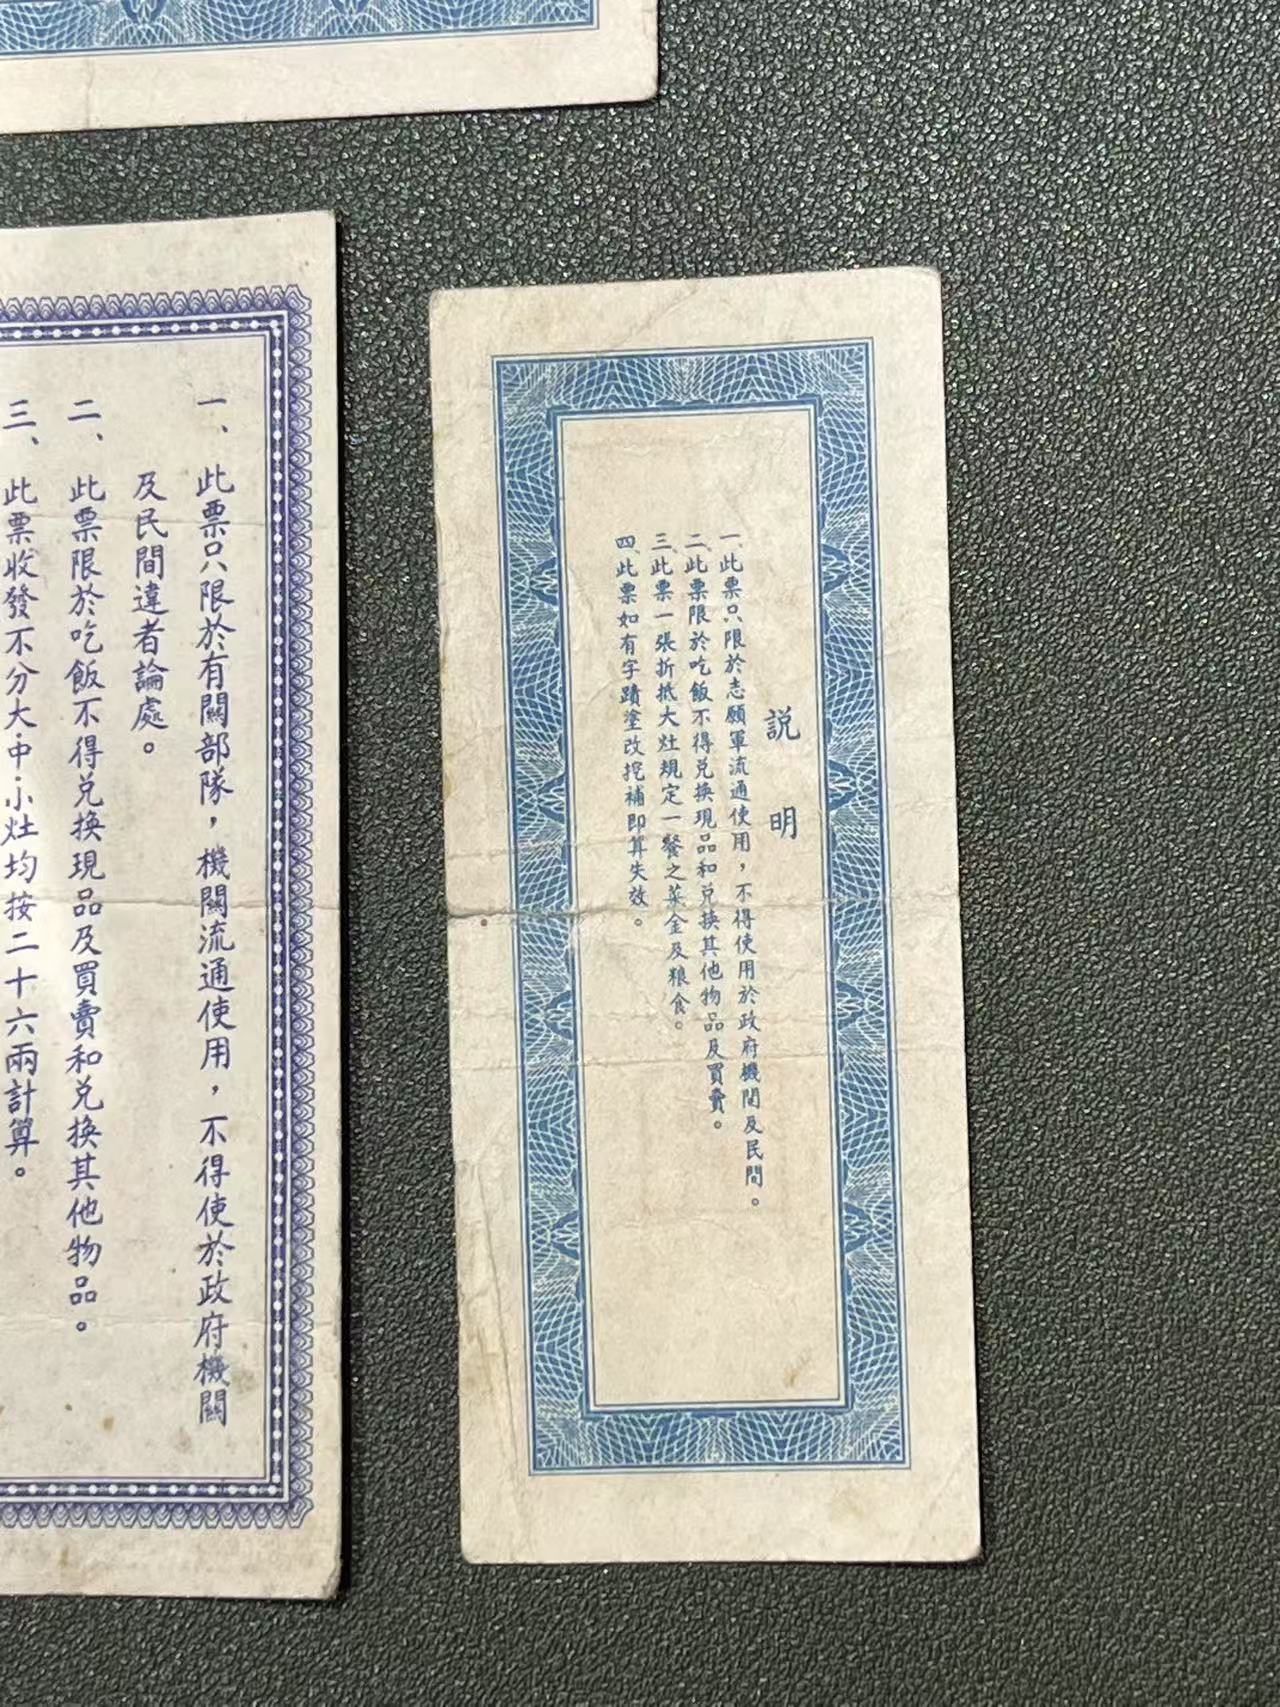 一、此票只限於有關部隊，機關流通使用，不得使於政府機關
及民間違者論處。
二、此票限於吃飯不得兑換現品及買賣和兑換其他物品。
三、此票收發不分大·中·小灶均按二十六兩計算。
説明
一、此票只限於志願軍流通使用，不得使用於政府機関及民間。
二、此票限於吃飯不得兑換現品和兑換其他物品及買賣。
三、此票一張折抵大灶規定一餐之菜金及粮食。
四、此票如有字蹟塗改挖補即算失效。